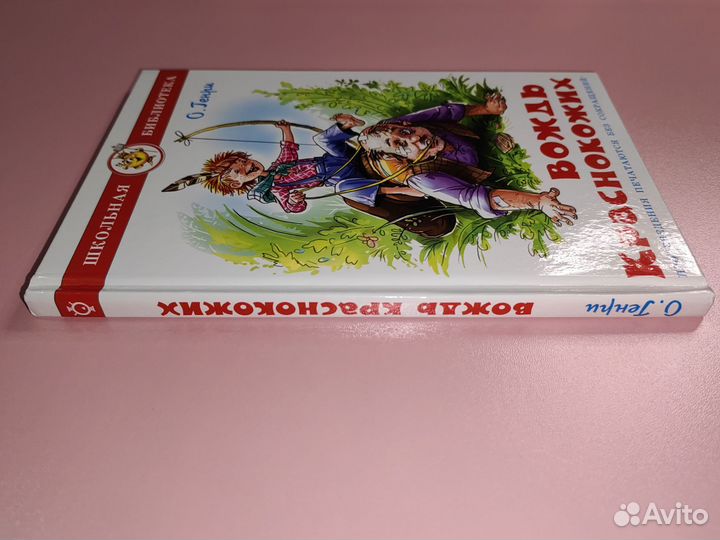 ШКОЛЬНАЯ БИБЛИОТЕКА
О. Генри
ВОЖДЬ
КРАСНОКОЖИХ
ПРОИЗВЕДЕНИЯ ПЕЧАТАЮТСЯ БЕЗ СОКРАЩЕНИЙ
ВОЖДЬ КРАСНОКОЖИХ
О. Генри
Avito